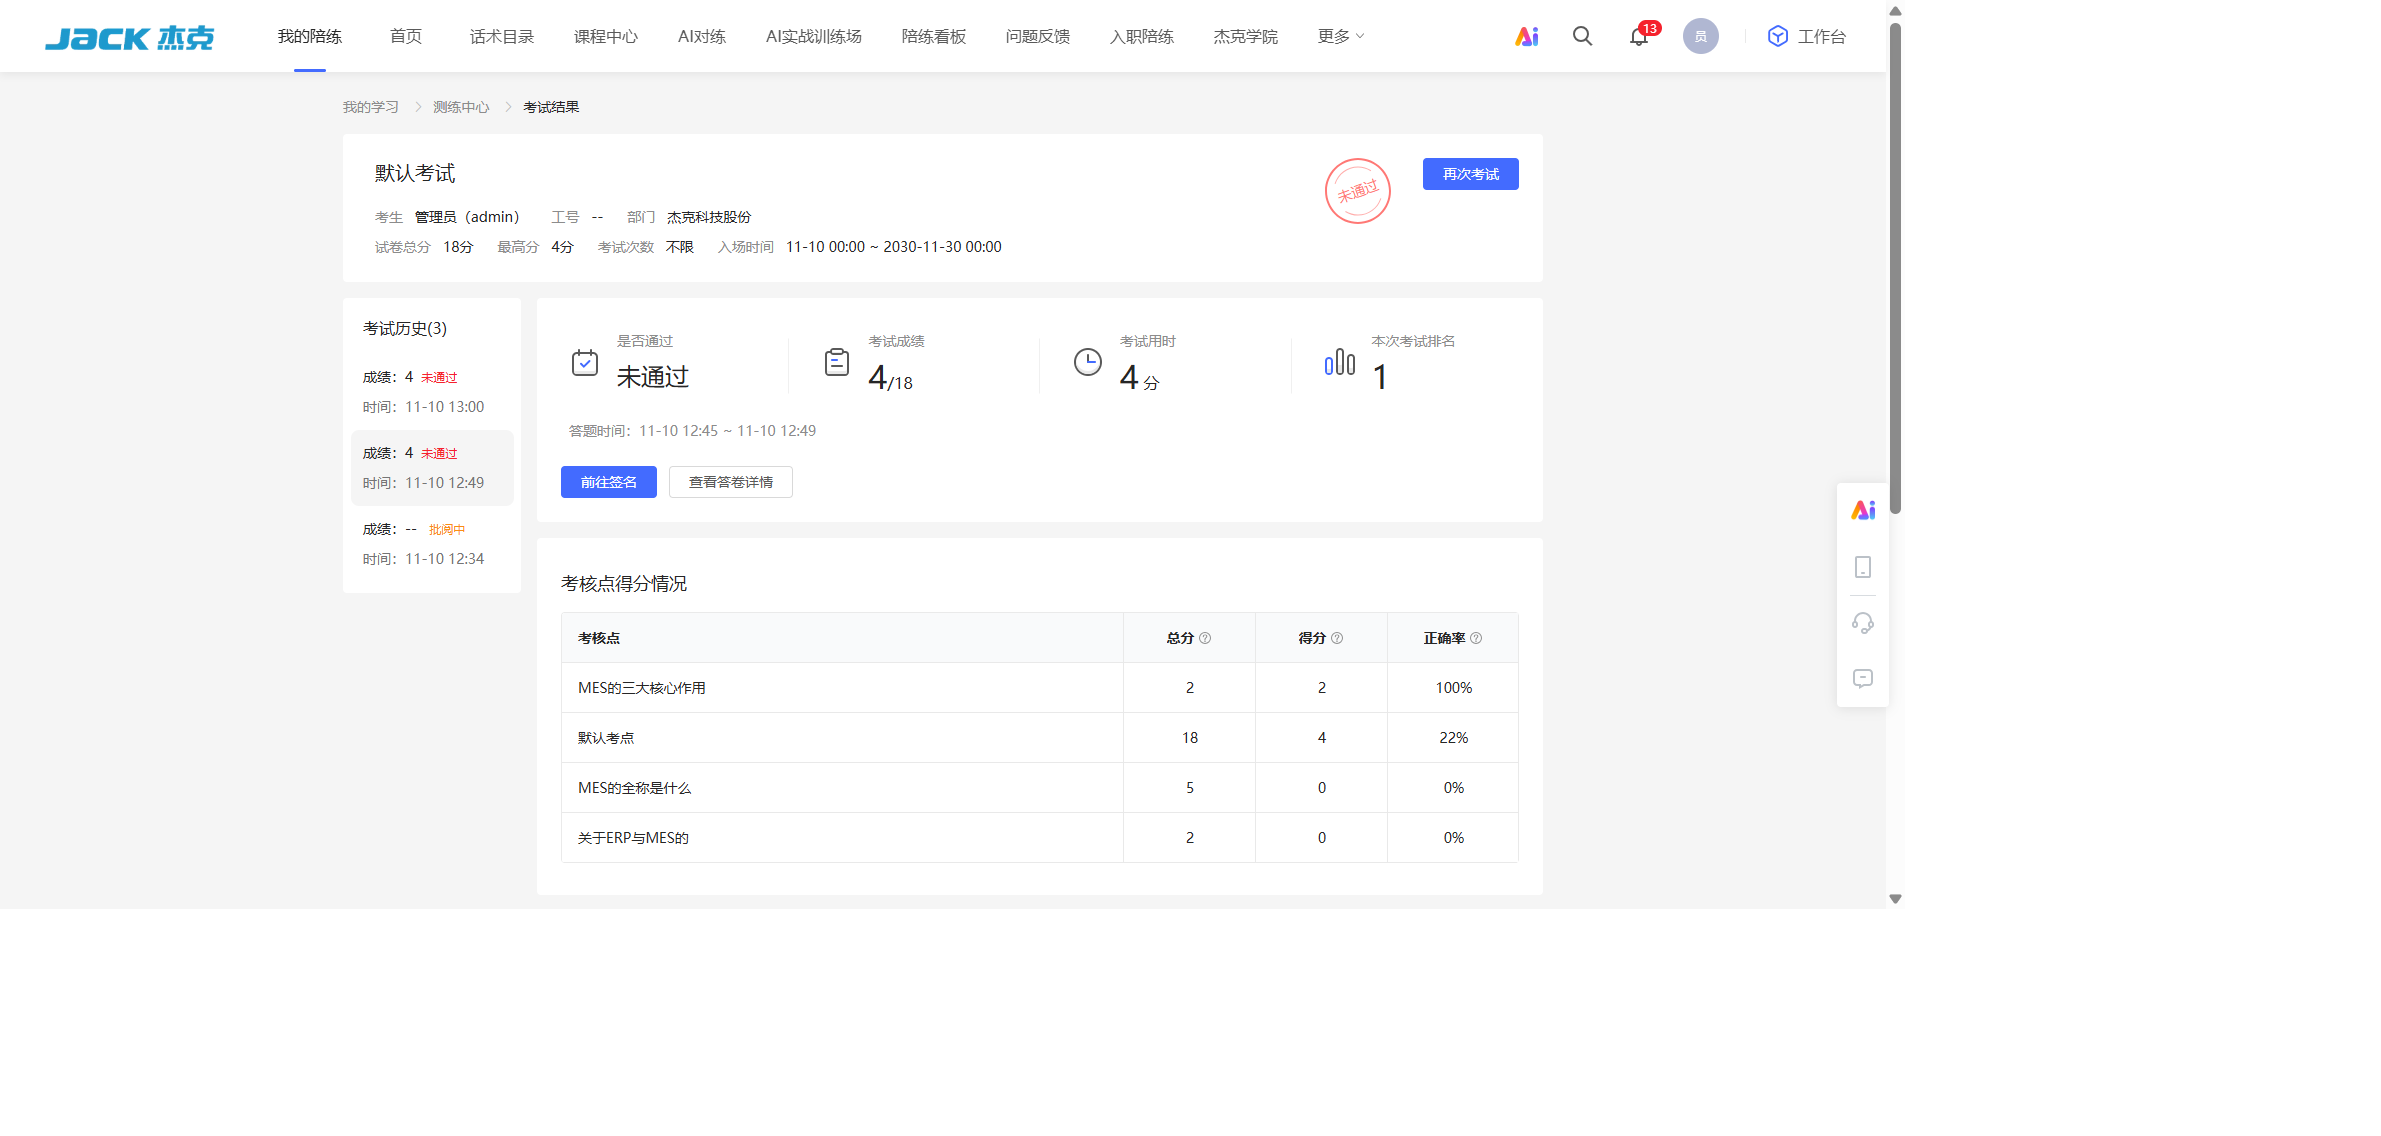 JACK 杰克 我的陪练 首页 话术目录 课程中心 AI对练 AI实战训练场 陪练看板 问题反馈 入职陪练 杰克学院 更多 Ai 13 员 工作台
我的学习 测练中心 考试结果
默认考试
未通过
再次考试
考生 管理员（admin） 工号 -- 部门 杰克科技股份
试卷总分 18分 最高分 4分 考试次数 不限 入场时间 11-10 00:00 ~ 2030-11-30 00:00
考试历史(3)
成绩：4 未通过
时间：11-10 13:00
成绩：4 未通过
时间：11-10 12:49
成绩：-- 批阅中
时间：11-10 12:34
是否通过
未通过
考试成绩
4/18
考试用时
4 分
本次考试排名
1
答题时间：11-10 12:45 ~ 11-10 12:49
前往签名 查看答卷详情
Ai
考核点得分情况
考核点 总分 得分 正确率
MES的三大核心作用 2 2 100%
默认考点 18 4 22%
MES的全称是什么 5 0 0%
关于ERP与MES的 2 0 0%